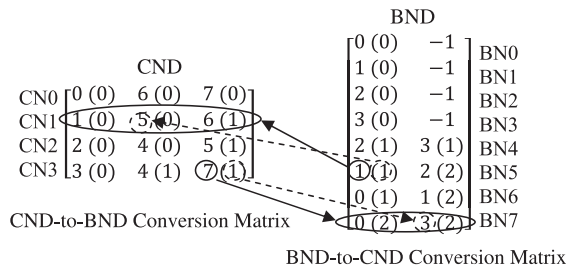 BND
0 (0) −1 BN0
1 (0) −1 BN1
2 (0) −1 BN2
3 (0) −1 BN3
2 (1) 3 (1) BN4
1 (1) 2 (2) BN5
0 (1) 1 (2) BN6
0 (2) 3 (2) BN7
BND-to-CND Conversion Matrix
CND
CN0 0 (0) 6 (0) 7 (0)
CN1 1 (0) 5 (0) 6 (1)
CN2 2 (0) 4 (0) 5 (1)
CN3 3 (0) 4 (1) 7 (1)
CND-to-BND Conversion Matrix